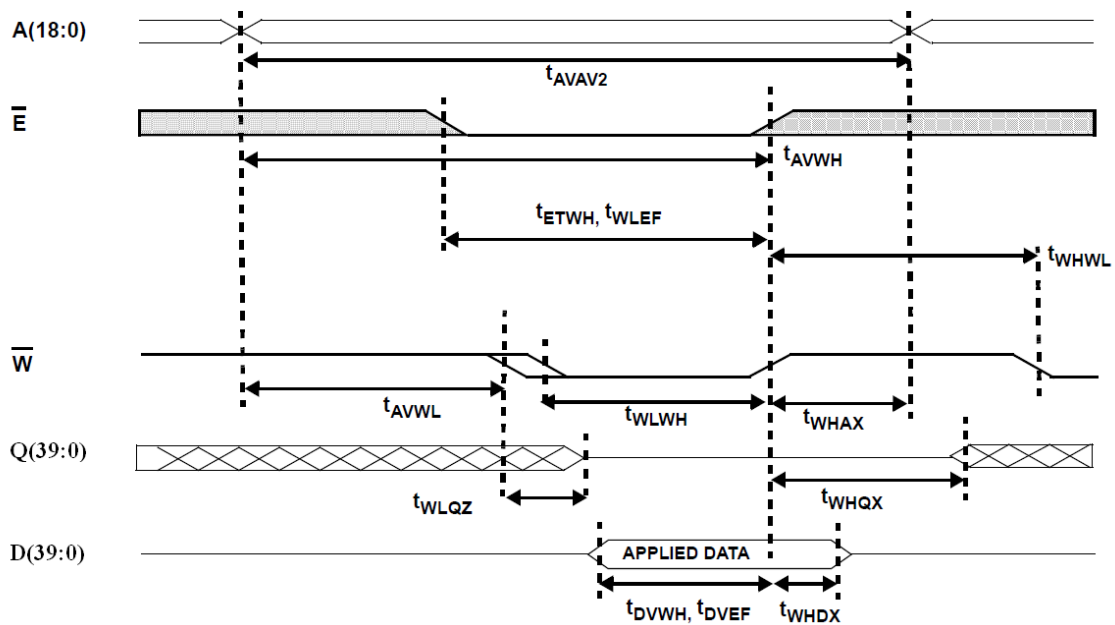 A(18:0)
tAVAV2
E̅
tAVWH
tETWH, tWLEF
tWHWL
W̅
tAVWL
tWLWH
tWHAX
Q(39:0)
tWLQZ
tWHQX
D(39:0)
APPLIED DATA
tDVWH, tDVEF
tWHDX